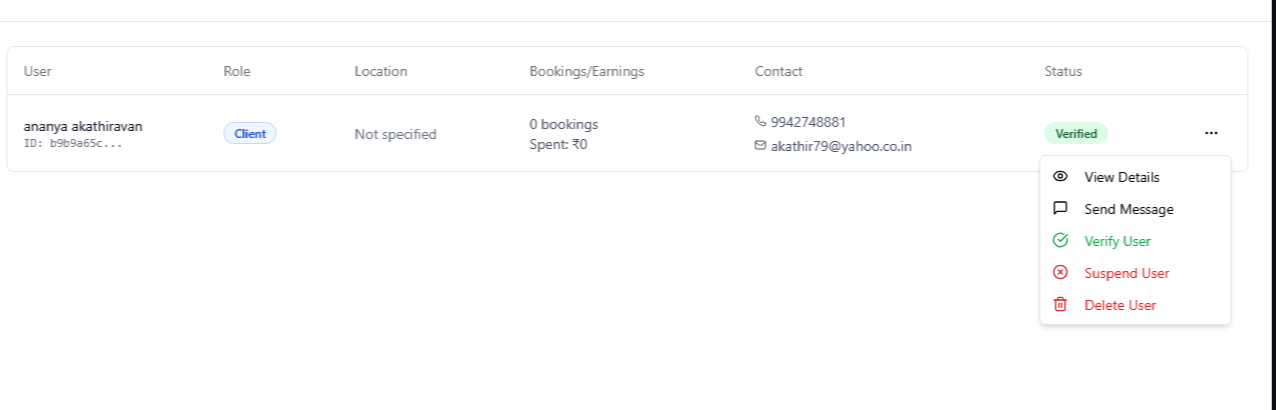 User Role Location Bookings/Earnings Contact Status
ananya akathiravan
ID: b9b9a65c...
Client
Not specified
0 bookings
Spent: ₹0
9942748881
akathir79@yahoo.co.in
Verified
...
View Details
Send Message
Verify User
Suspend User
Delete User